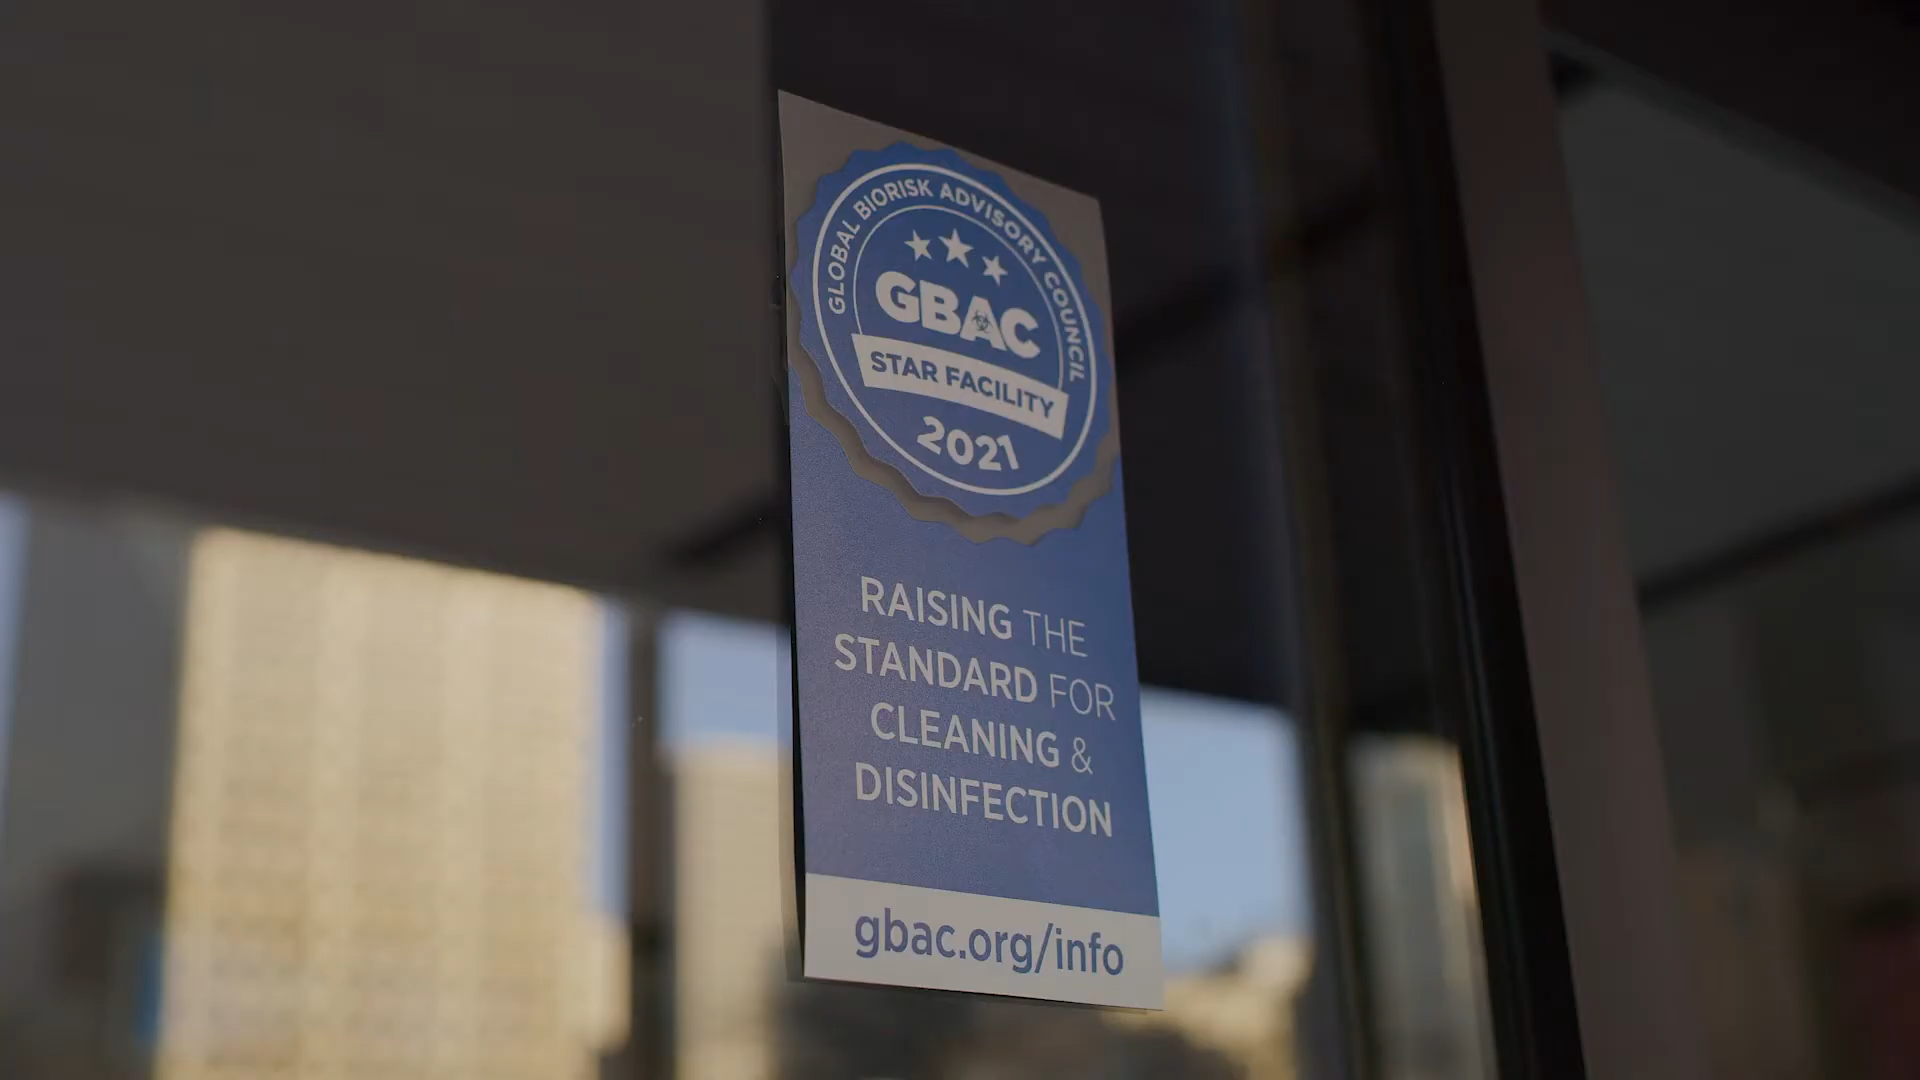 GLOBAL BIORISK ADVISORY COUNCIL
GBAC
STAR FACILITY
2021
RAISING THE
STANDARD FOR
CLEANING &
DISINFECTION
gbac.org/info